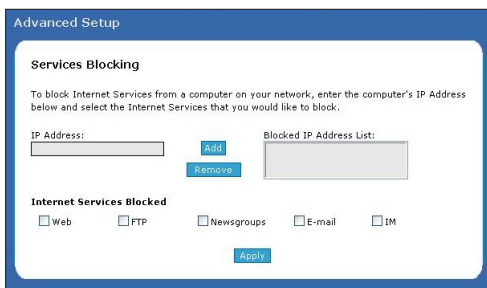 Advanced Setup
Services Blocking
To block Internet Services from a computer on your network, enter the computer's IP Address
below and select the Internet Services that you would like to block.
IP Address:
Blocked IP Address List:
Add
Remove
Internet Services Blocked
Web FTP Newsgroups E-mail IM
Apply